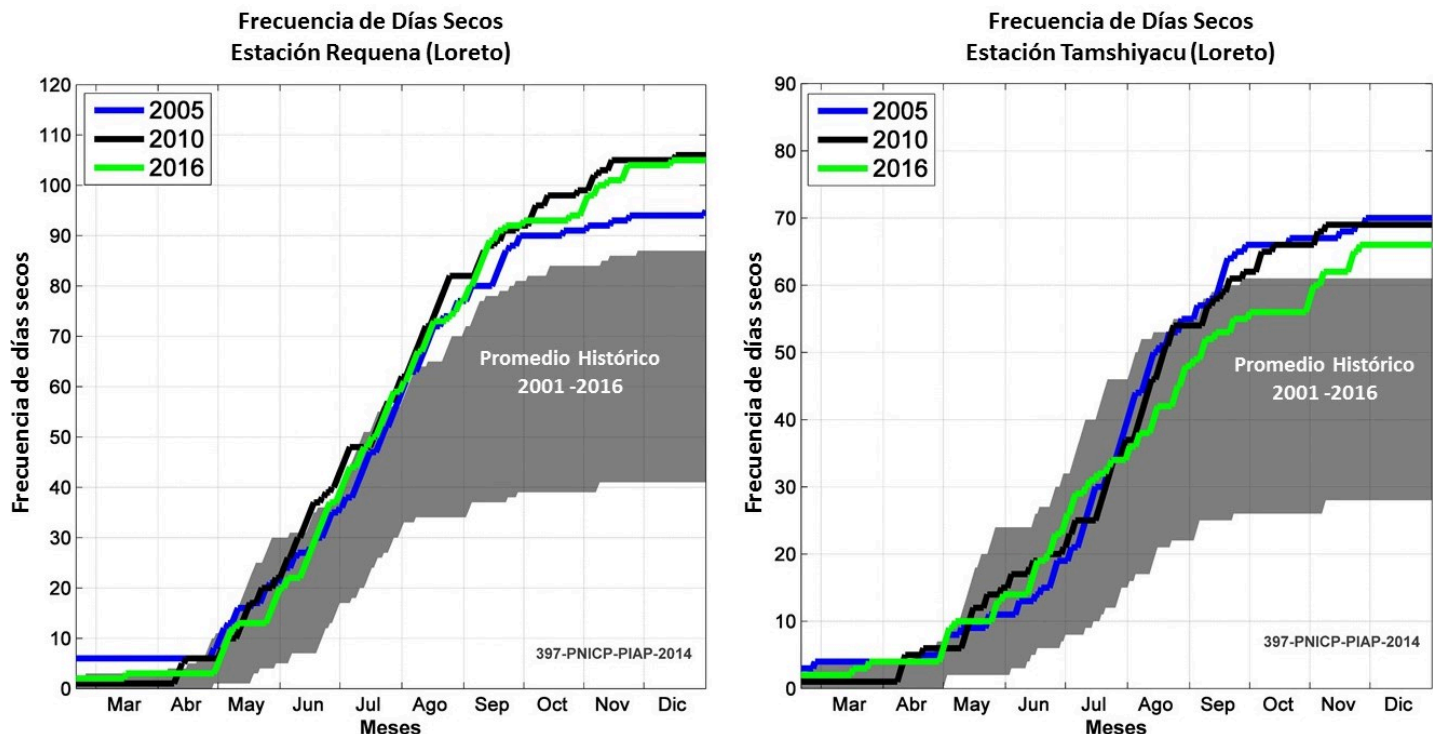 Frecuencia de Días Secos
Estación Requena (Loreto)
120
110
100
90
80
70
60
50
40
30
20
10
0
Frecuencia de días secos
2005
2010
2016
Promedio Histórico
2001 -2016
397-PNICP-PIAP-2014
Mar Abr May Jun Jul Ago Sep Oct Nov Dic
Meses
Frecuencia de Días Secos
Estación Tamshiyacu (Loreto)
90
80
70
60
50
40
30
20
10
0
Frecuencia de días secos
2005
2010
2016
Promedio Histórico
2001 -2016
397-PNICP-PIAP-2014
Mar Abr May Jun Jul Ago Sep Oct Nov Dic
Meses